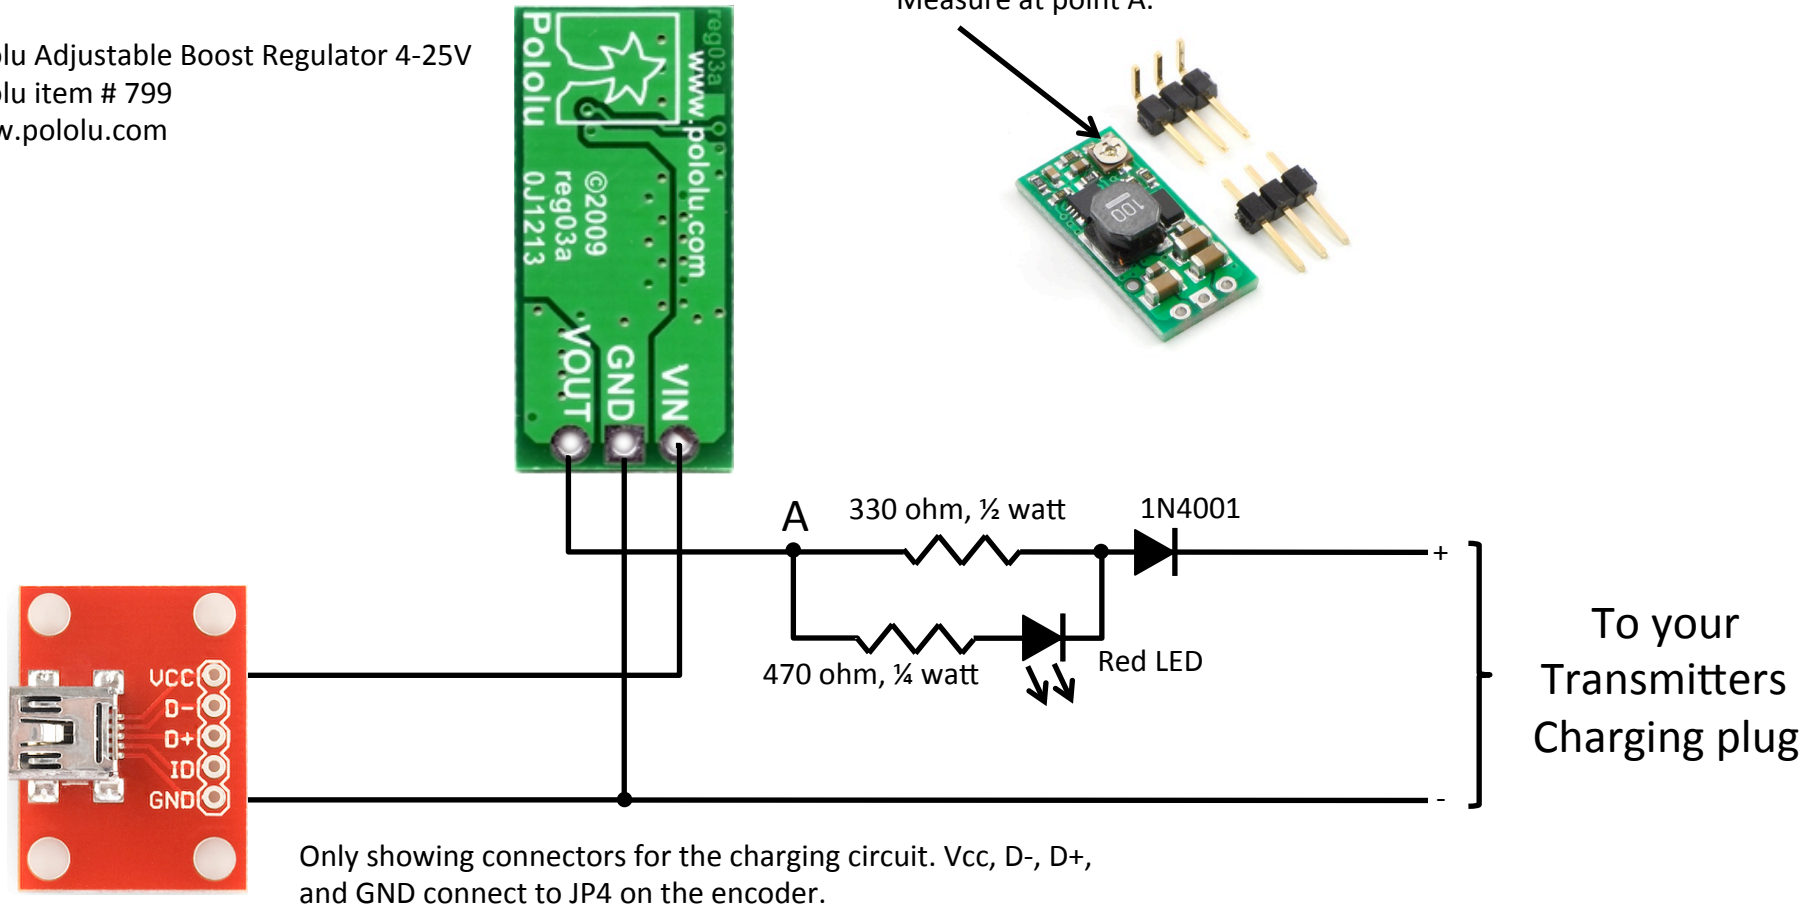 Measure at point A.
olu Adjustable Boost Regulator 4-25V
olu item # 799
w.pololu.com
Pololu
reg03a
www.pololu.com
©2009
reg03a
0J1213
VOUT
GND
VIN
100
A
330 ohm, ½ watt
1N4001
+
470 ohm, ¼ watt
Red LED
To your
Transmitters
Charging plug
-
VCC
D-
D+
ID
GND
Only showing connectors for the charging circuit. Vcc, D-, D+,
and GND connect to JP4 on the encoder.